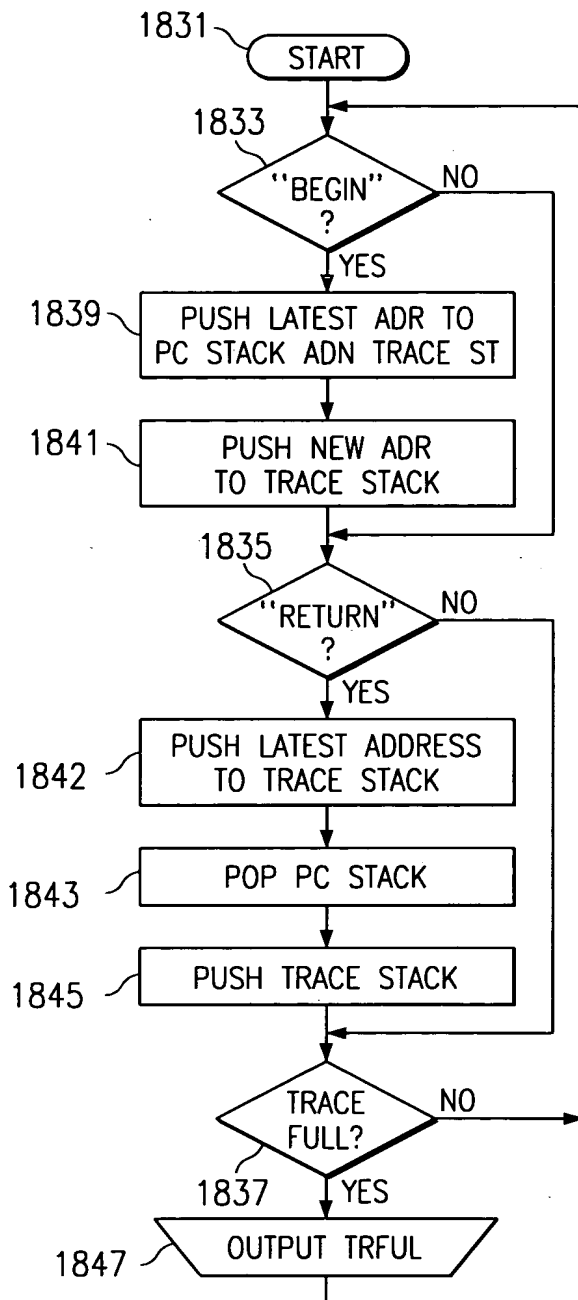 1831
START
1833
"BEGIN"
?
NO
YES
1839
PUSH LATEST ADR TO
PC STACK ADN TRACE ST
1841
PUSH NEW ADR
TO TRACE STACK
1835
"RETURN"
?
NO
YES
1842
PUSH LATEST ADDRESS
TO TRACE STACK
1843
POP PC STACK
1845
PUSH TRACE STACK
TRACE
FULL?
NO
1837
YES
1847
OUTPUT TRFUL